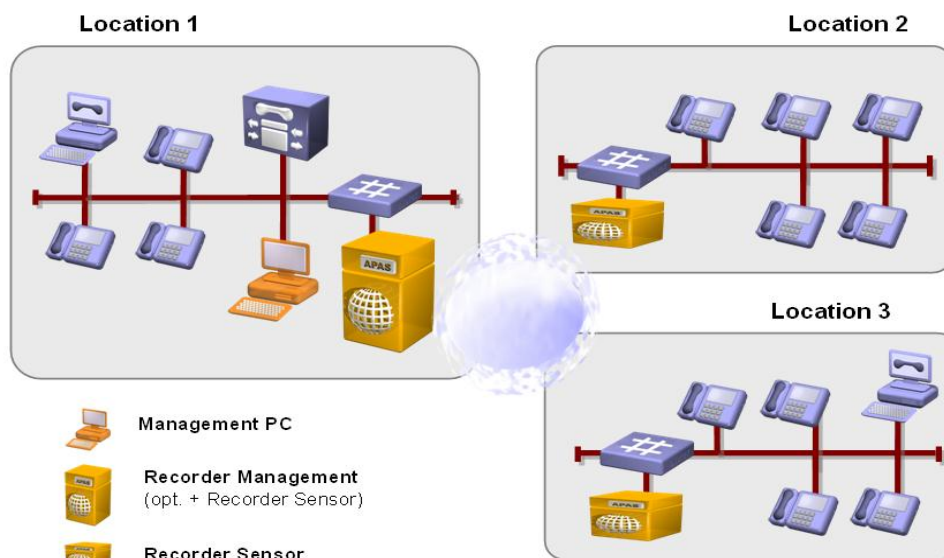 Location 1
Location 2
APAS
APAS
Location 3
APAS
Management PC
APAS
Recorder Management
(opt. + Recorder Sensor)
APAS
Recorder Sensor